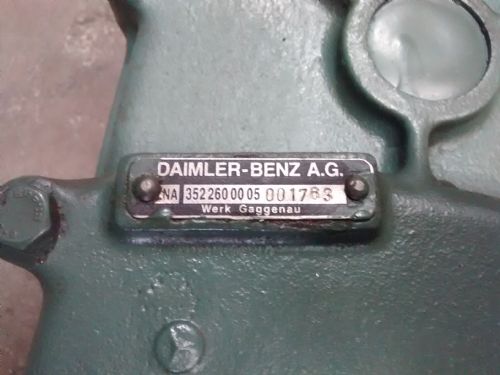 DAIMLER-BENZ A.G.
NA 352 260 00 05 001763
Werk Gaggenau